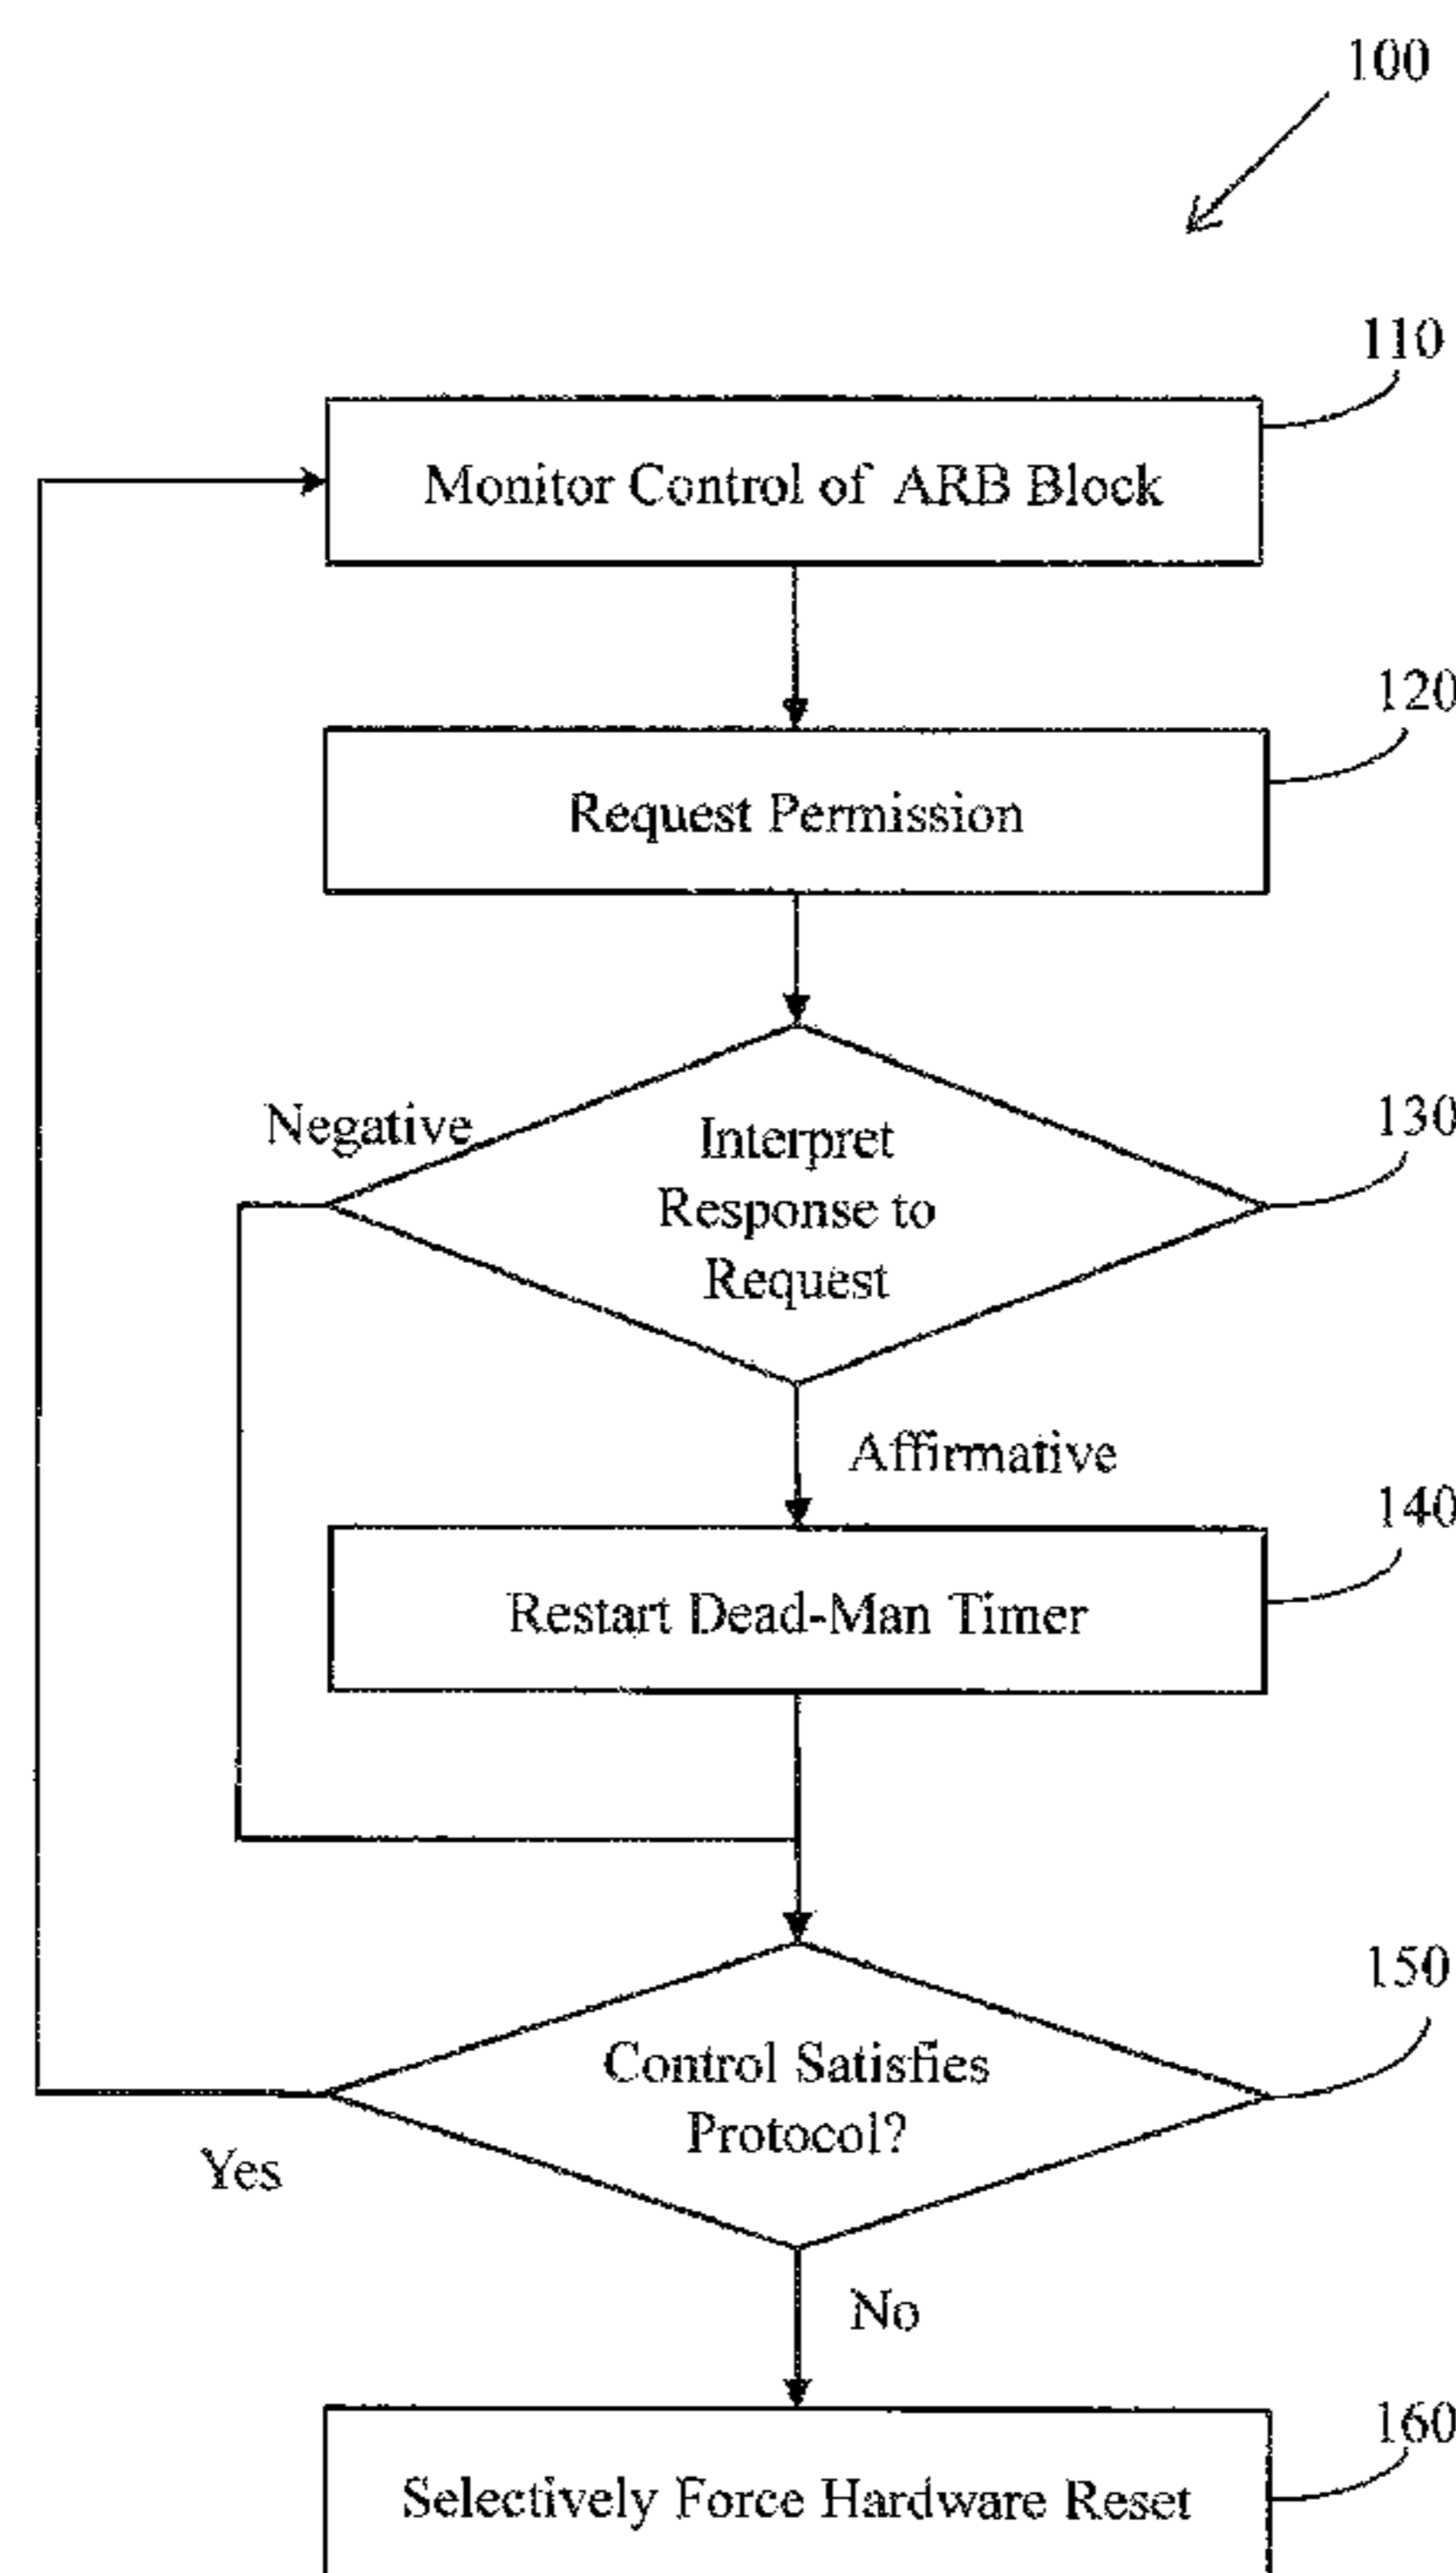 100
110
Monitor Control of ARB Block
120
Request Permission
130
Negative
Interpret
Response to
Request
Affirmative
140
Restart Dead-Man Timer
150
Control Satisfies
Protocol?
Yes
No
160
Selectively Force Hardware Reset